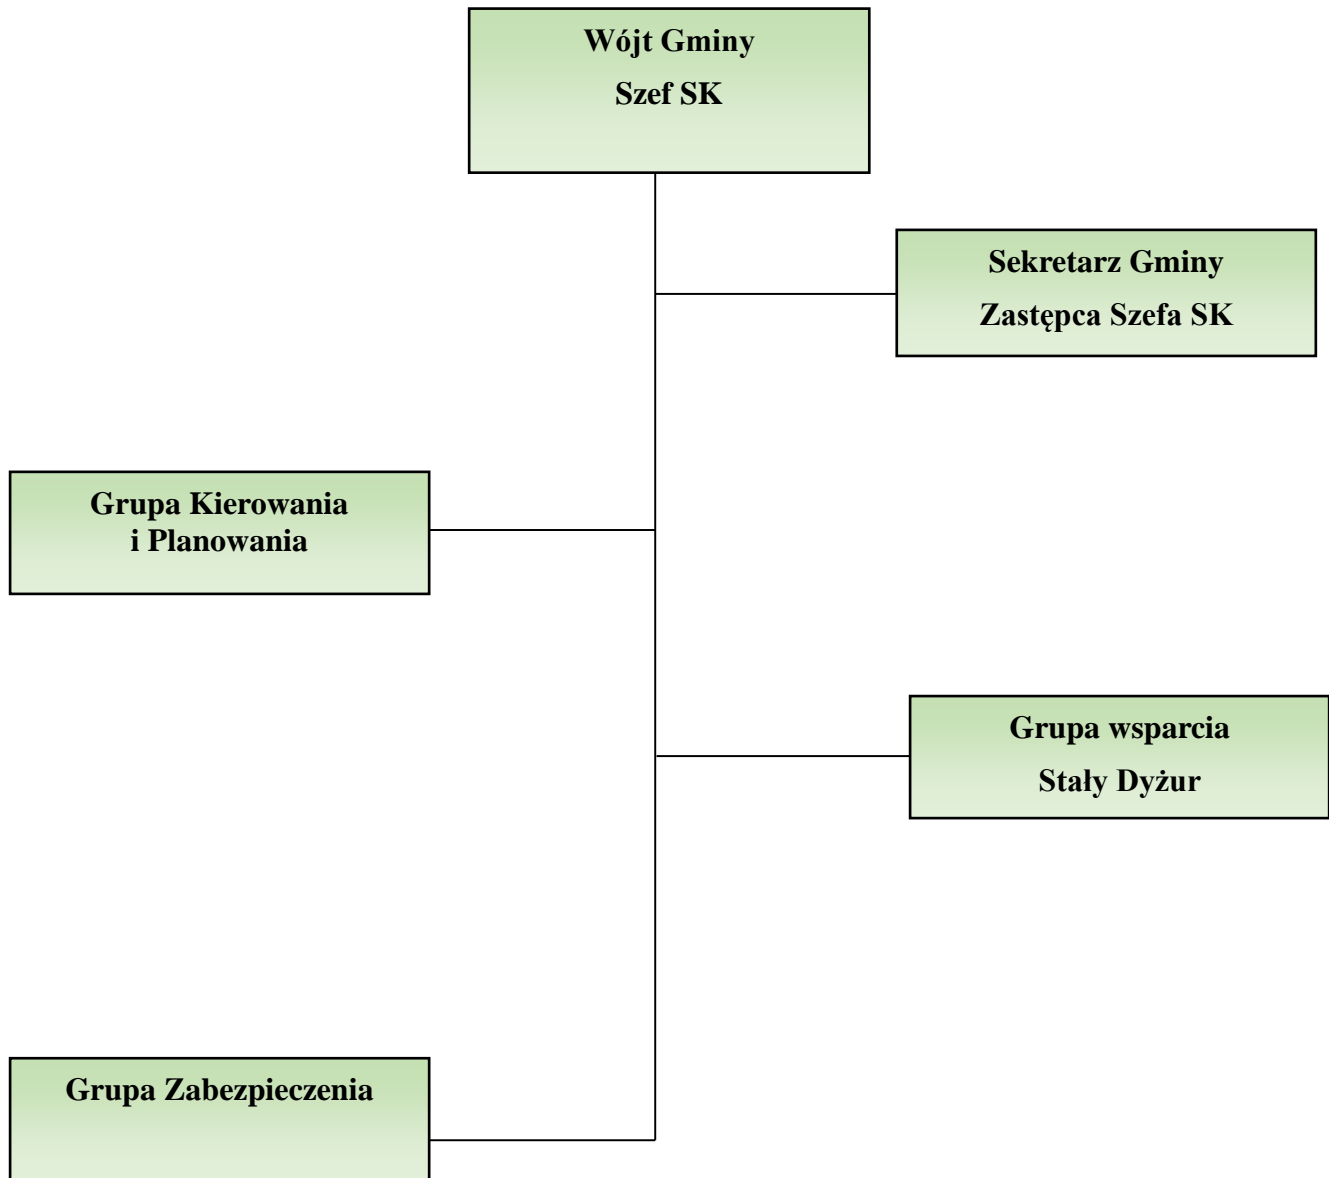 Wójt Gminy
Szef SK
Sekretarz Gminy
Zastępca Szefa SK
Grupa Kierowania
i Planowania
Grupa wsparcia
Stały Dyżur
Grupa Zabezpieczenia